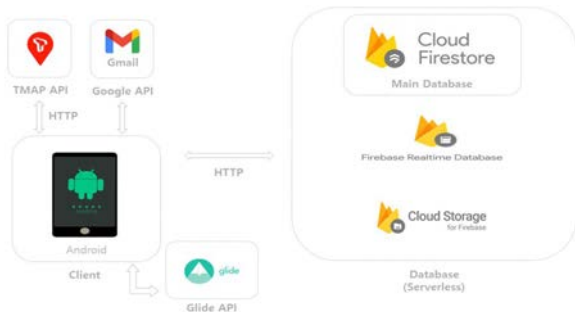 Gmail
TMAP API
Google API
HTTP
Android
Client
glide
Glide API
HTTP
Cloud
Firestore
Main Database
Firebase Realtime Database
Cloud Storage
for Firebase
Database
(Serverless)